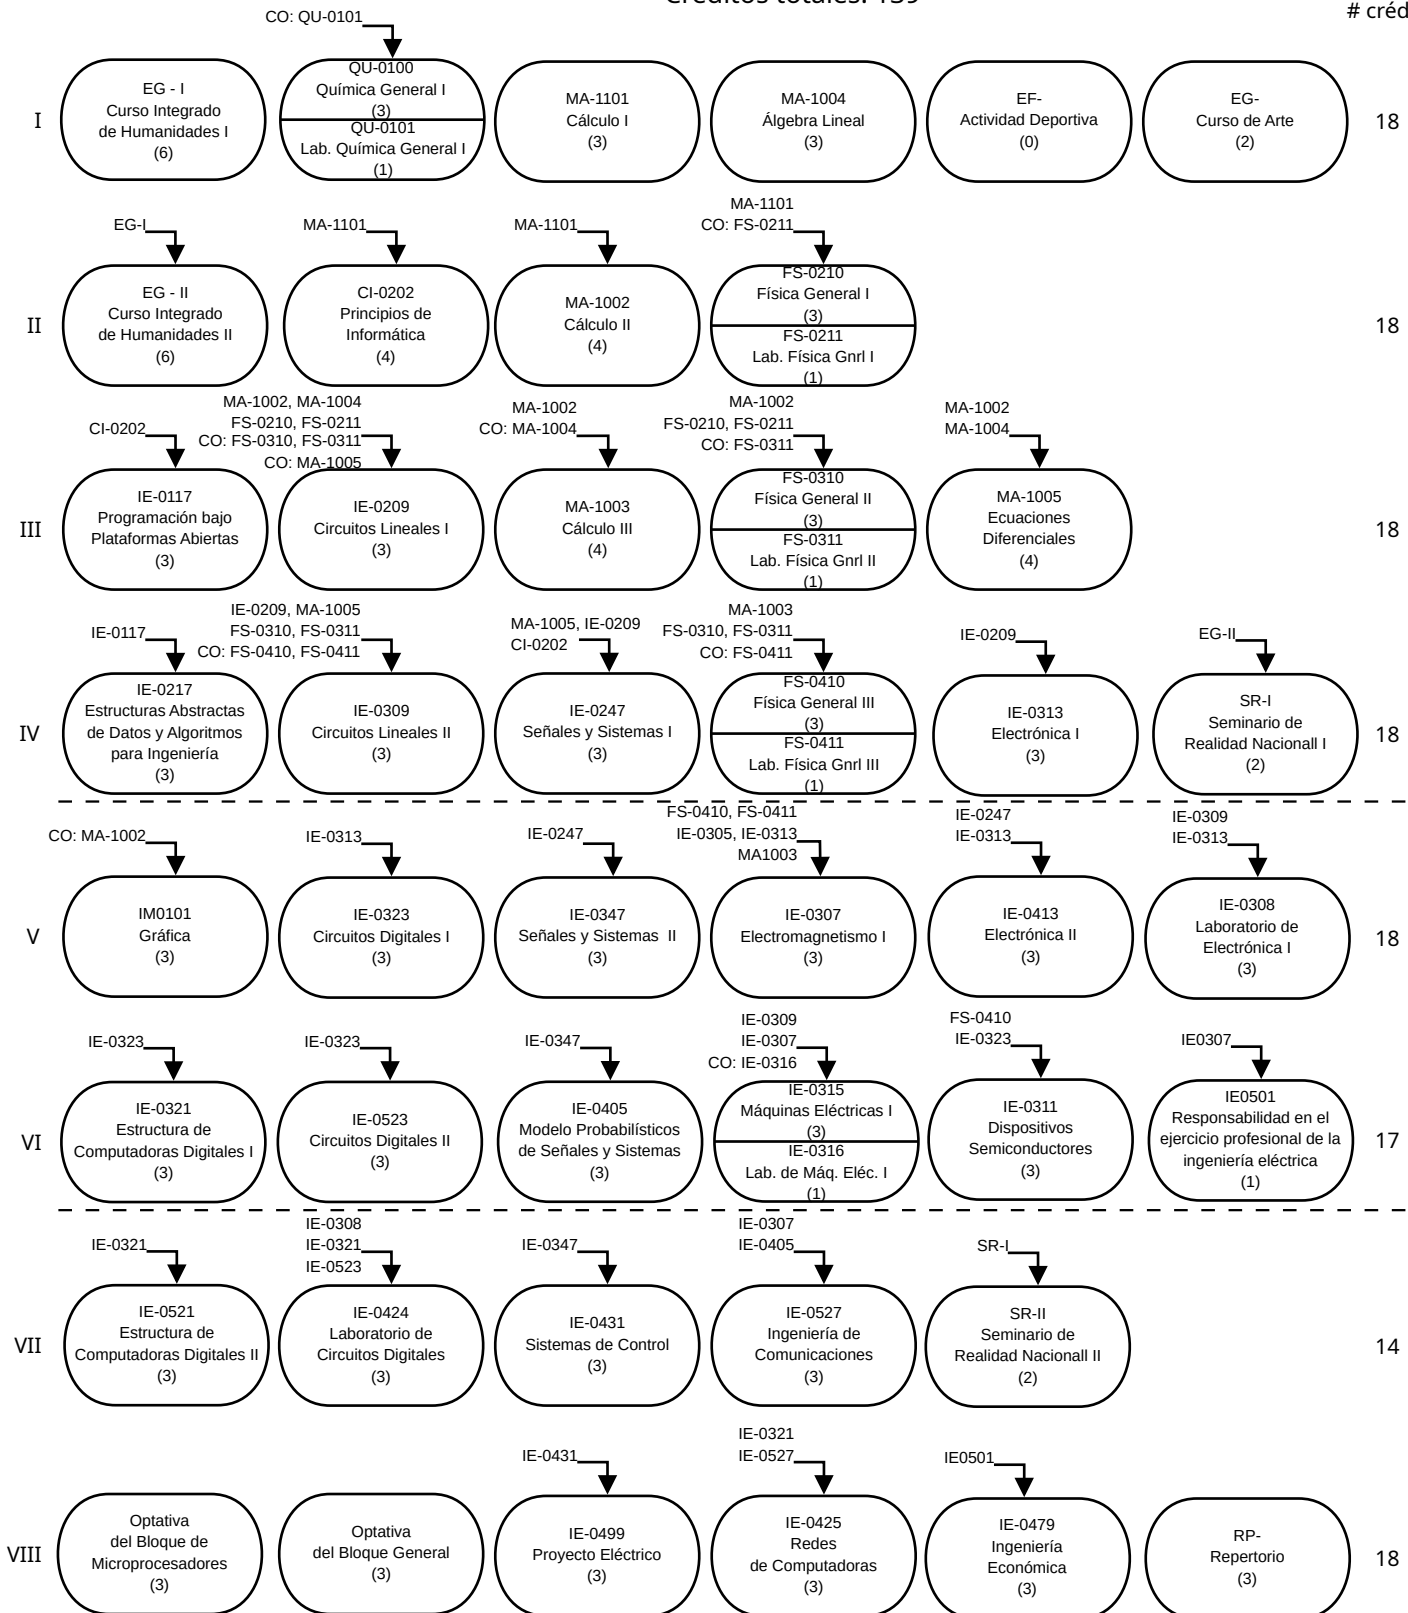 Créditos totales: 139
# créd
CO: QU-0101
I
EG - I
Curso Integrado
de Humanidades I
(6)
QU-0100
Química General I
(3)
QU-0101
Lab. Química General I
(1)
MA-1101
Cálculo I
(3)
MA-1004
Álgebra Lineal
(3)
EF-
Actividad Deportiva
(0)
EG-
Curso de Arte
(2)
18
II
EG-I
EG - II
Curso Integrado
de Humanidades II
(6)
MA-1101
CI-0202
Principios de
Informática
(4)
MA-1101
MA-1002
Cálculo II
(4)
MA-1101
CO: FS-0211
FS-0210
Física General I
(3)
FS-0211
Lab. Física Gnrl I
(1)
18
III
CI-0202
IE-0117
Programación bajo
Plataformas Abiertas
(3)
MA-1002, MA-1004
FS-0210, FS-0211
CO: FS-0310, FS-0311
CO: MA-1005
IE-0209
Circuitos Lineales I
(3)
MA-1002
CO: MA-1004
MA-1003
Cálculo III
(4)
MA-1002
FS-0210, FS-0211
CO: FS-0311
FS-0310
Física General II
(3)
FS-0311
Lab. Física Gnrl II
(1)
MA-1002
MA-1004
MA-1005
Ecuaciones
Diferenciales
(4)
18
IV
IE-0117
IE-0217
Estructuras Abstractas
de Datos y Algoritmos
para Ingeniería
(3)
IE-0209, MA-1005
FS-0310, FS-0311
CO: FS-0410, FS-0411
IE-0309
Circuitos Lineales II
(3)
MA-1005, IE-0209
CI-0202
IE-0247
Señales y Sistemas I
(3)
MA-1003
FS-0310, FS-0311
CO: FS-0411
FS-0410
Física General III
(3)
FS-0411
Lab. Física Gnrl III
(1)
IE-0209
IE-0313
Electrónica I
(3)
EG-II
SR-I
Seminario de
Realidad Nacionall I
(2)
18
V
CO: MA-1002
IM0101
Gráfica
(3)
IE-0313
IE-0323
Circuitos Digitales I
(3)
IE-0247
IE-0347
Señales y Sistemas II
(3)
FS-0410, FS-0411
IE-0305, IE-0313
MA1003
IE-0307
Electromagnetismo I
(3)
IE-0247
IE-0313
IE-0413
Electrónica II
(3)
IE-0309
IE-0313
IE-0308
Laboratorio de
Electrónica I
(3)
18
VI
IE-0323
IE-0321
Estructura de
Computadoras Digitales I
(3)
IE-0323
IE-0523
Circuitos Digitales II
(3)
IE-0347
IE-0405
Modelo Probabilísticos
de Señales y Sistemas
(3)
IE-0309
IE-0307
CO: IE-0316
IE-0315
Máquinas Eléctricas I
(3)
IE-0316
Lab. de Máq. Eléc. I
(1)
FS-0410
IE-0323
IE-0311
Dispositivos
Semiconductores
(3)
IE0307
IE0501
Responsabilidad en el
ejercicio profesional de la
ingeniería eléctrica
(1)
17
VII
IE-0321
IE-0521
Estructura de
Computadoras Digitales II
(3)
IE-0308
IE-0321
IE-0523
IE-0424
Laboratorio de
Circuitos Digitales
(3)
IE-0347
IE-0431
Sistemas de Control
(3)
IE-0307
IE-0405
IE-0527
Ingeniería de
Comunicaciones
(3)
SR-I
SR-II
Seminario de
Realidad Nacionall II
(2)
14
VIII
Optativa
del Bloque de
Microprocesadores
(3)
Optativa
del Bloque General
(3)
IE-0431
IE-0499
Proyecto Eléctrico
(3)
IE-0321
IE-0527
IE-0425
Redes
de Computadoras
(3)
IE0501
IE-0479
Ingeniería
Económica
(3)
RP-
Repertorio
(3)
18